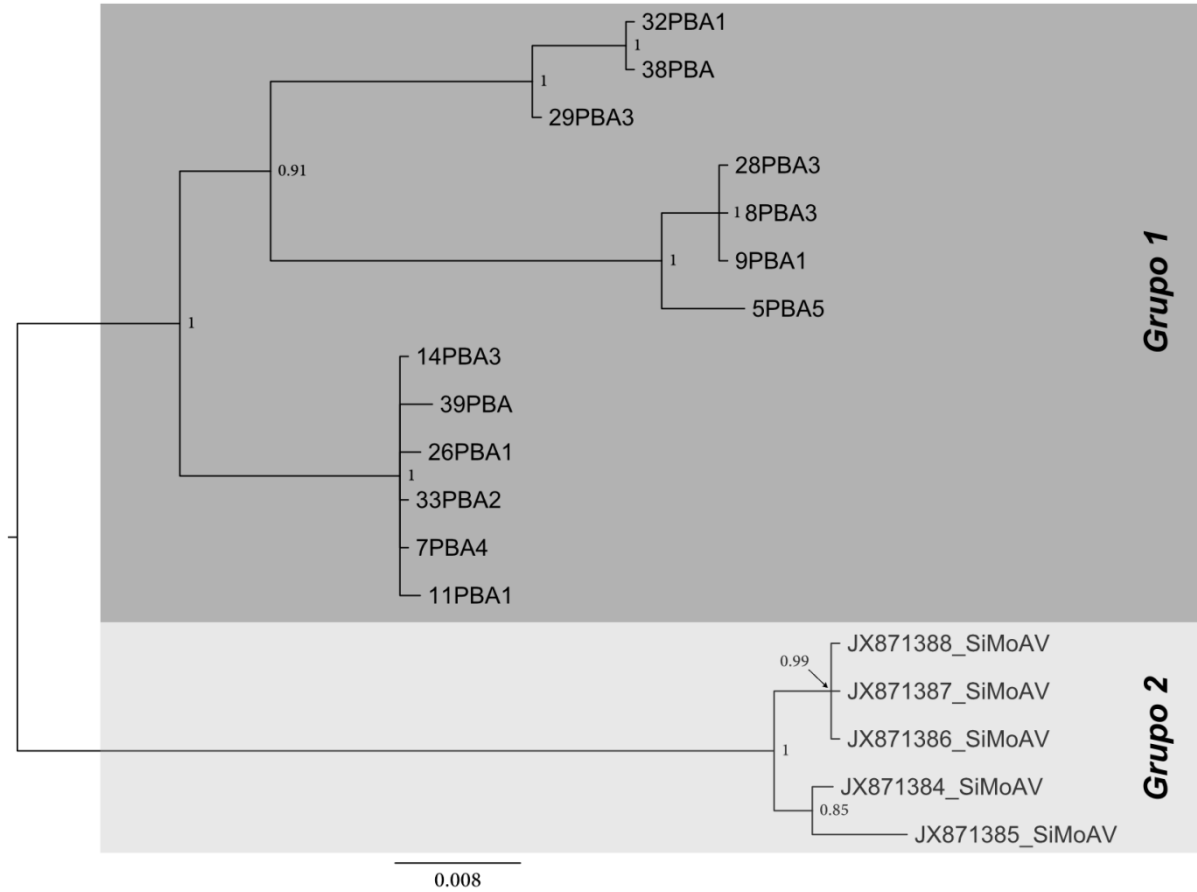 32PBA1
1
38PBA
1
29PBA3
28PBA3
0.91
1 8PBA3
9PBA1
1
5PBA5
Grupo 1
1
14PBA3
39PBA
26PBA1
1
33PBA2
7PBA4
11PBA1
JX871388_SiMoAV
0.99
JX871387_SiMoAV
JX871386_SiMoAV
1
JX871384_SiMoAV
0.85
JX871385_SiMoAV
Grupo 2
0.008